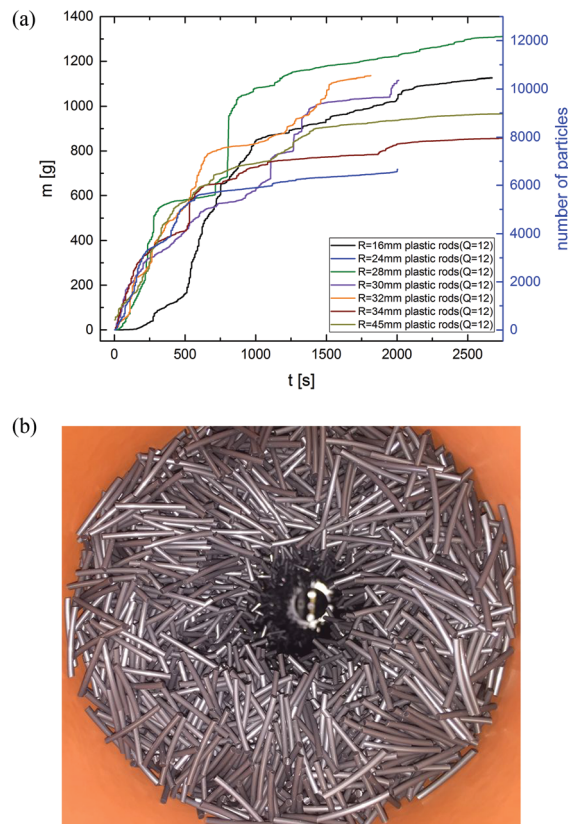 (a)
1400
1200
1000
800
600
400
200
0
m [g]
12000
10000
8000
6000
4000
2000
0
number of particles
R=16mm plastic rods(Q=12)
R=24mm plastic rods(Q=12)
R=28mm plastic rods(Q=12)
R=30mm plastic rods(Q=12)
R=32mm plastic rods(Q=12)
R=34mm plastic rods(Q=12)
R=45mm plastic rods(Q=12)
0 500 1000 1500 2000 2500
t [s]
(b)